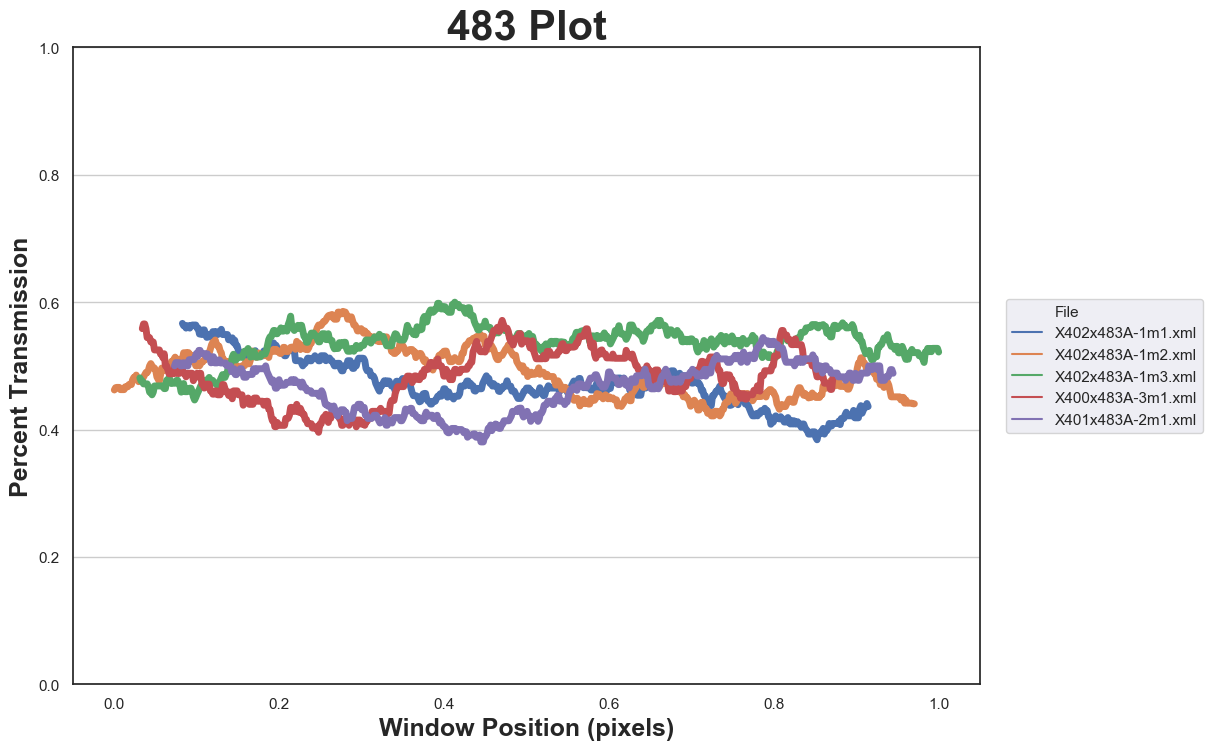 483 Plot
1.0
0.8
0.6
0.4
0.2
0.0
Percent Transmission
0.0 0.2 0.4 0.6 0.8 1.0
Window Position (pixels)
File
X402x483A-1m1.xml
X402x483A-1m2.xml
X402x483A-1m3.xml
X400x483A-3m1.xml
X401x483A-2m1.xml